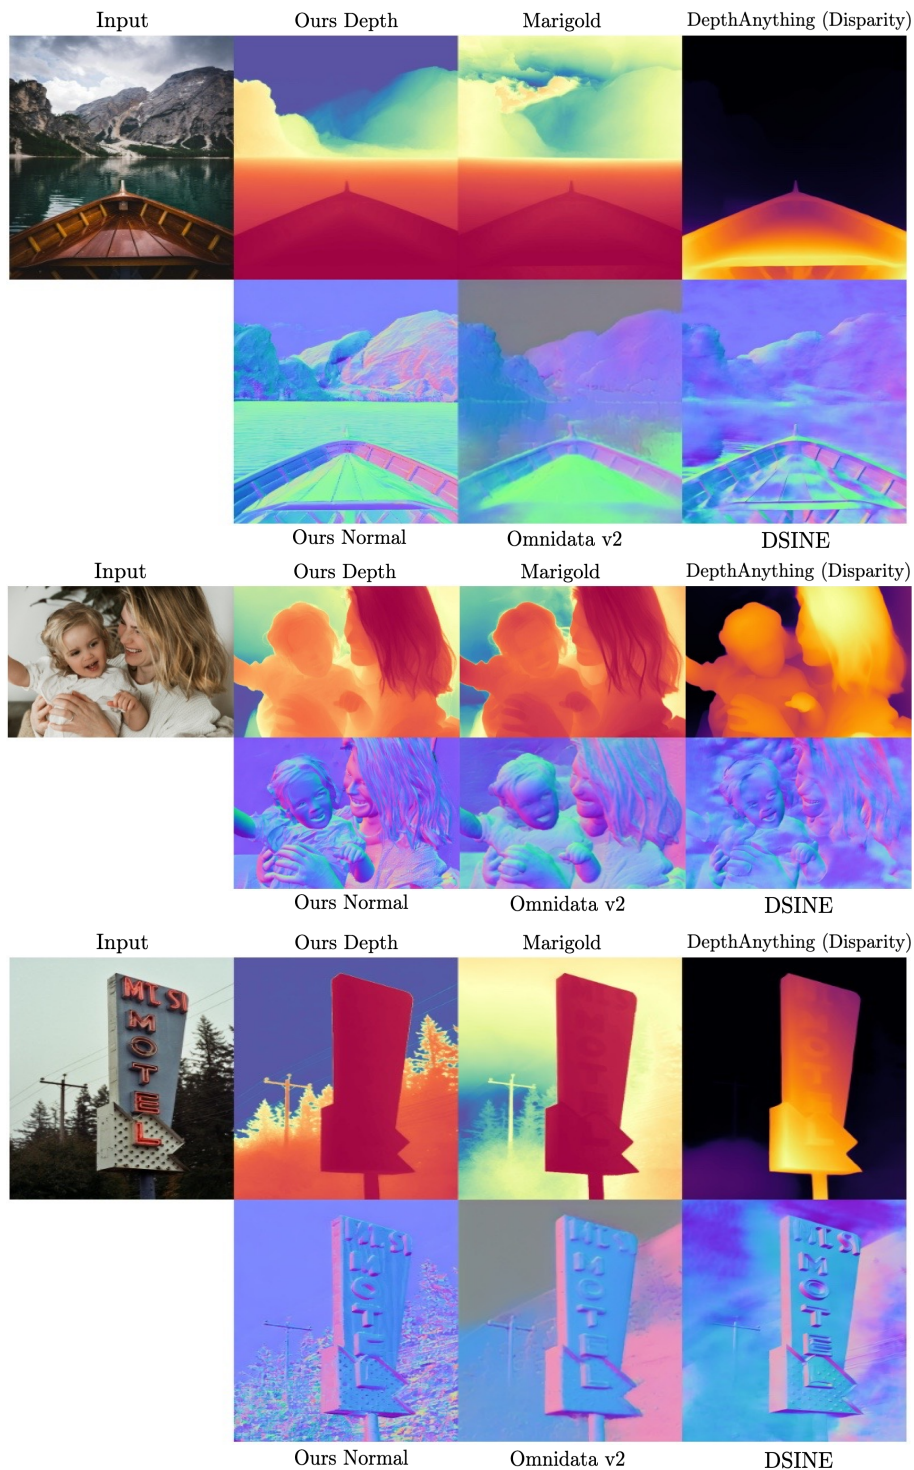 Input Ours Depth Marigold DepthAnything (Disparity)
Ours Normal Omnidata v2 DSINE
Input Ours Depth Marigold DepthAnything (Disparity)
Ours Normal Omnidata v2 DSINE
Input Ours Depth Marigold DepthAnything (Disparity)
MOTEL
Ours Normal Omnidata v2 DSINE